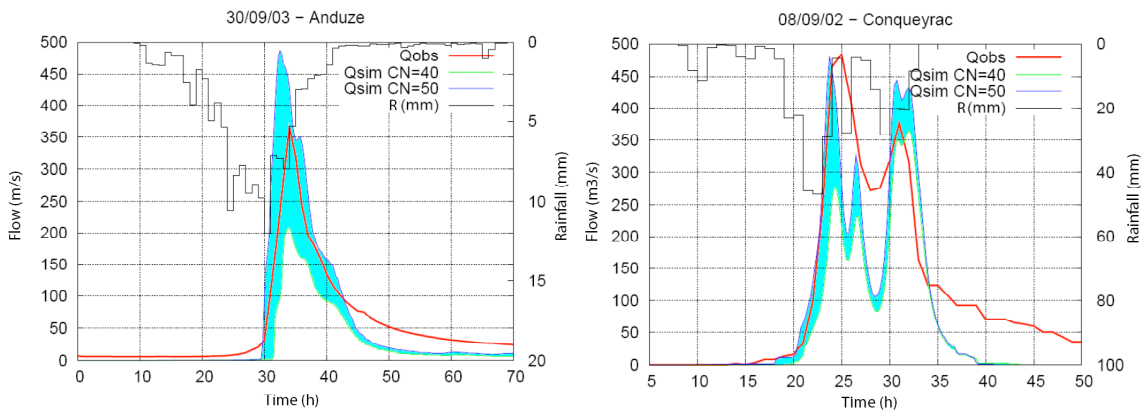 30/09/03 – Anduze
500
450
400
350
300
250
200
150
100
50
0
Flow (m/s)
Qobs
Qsim CN=40
Qsim CN=50
R (mm)
0
5
10
15
20
Rainfall (mm)
0 10 20 30 40 50 60 70
Time (h)
08/09/02 – Conqueyrac
500
450
400
350
300
250
200
150
100
50
0
Flow (m3/s)
Qobs
Qsim CN=40
Qsim CN=50
R (mm)
0
20
40
60
80
100
Rainfall (mm)
5 10 15 20 25 30 35 40 45 50
Time (h)